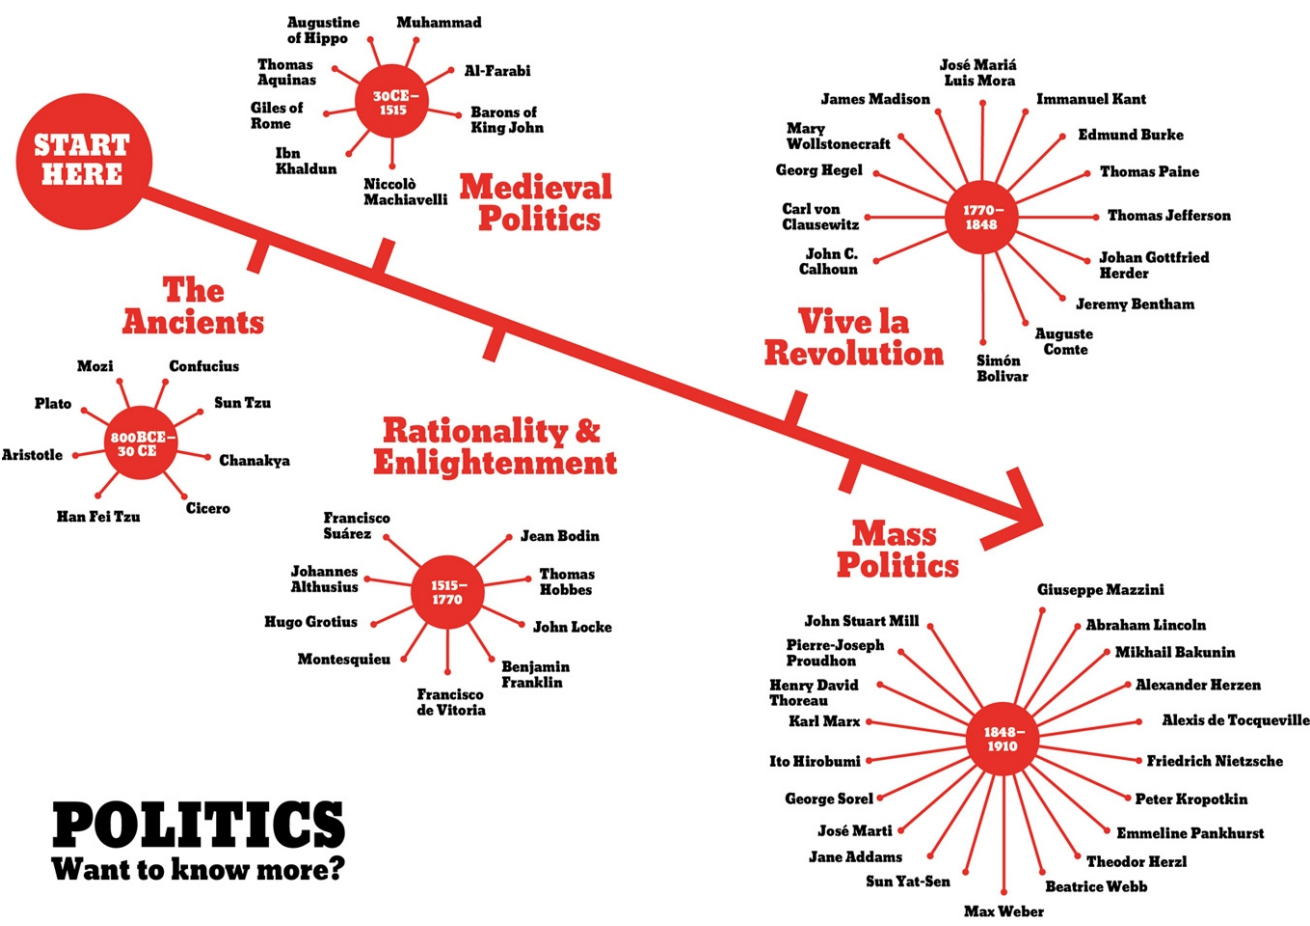 START
HERE
Augustine
of Hippo
Muhammad
Thomas
Aquinas
Al-Farabi
Giles of
Rome
Barons of
King John
Ibn
Khaldun
Niccolò
Machiavelli
30CE–
1515
Medieval
Politics
The
Ancients
Mozi
Confucius
Plato
Sun Tzu
Aristotle
Chanakya
Han Fei Tzu
Cicero
800BCE–
30 CE
Rationality &
Enlightenment
Francisco
Suárez
Jean Bodin
Johannes
Althusius
Thomas
Hobbes
Hugo Grotius
John Locke
Montesquieu
Benjamin
Franklin
Francisco
de Vitoria
1515–
1770
José Mariá
Luis Mora
James Madison
Immanuel Kant
Mary
Wollstonecraft
Edmund Burke
Georg Hegel
Thomas Paine
Carl von
Clausewitz
Thomas Jefferson
John C.
Calhoun
Johan Gottfried
Herder
Jeremy Bentham
Auguste
Comte
Simón
Bolivar
1770–
1848
Vive la
Revolution
Mass
Politics
Giuseppe Mazzini
John Stuart Mill
Abraham Lincoln
Pierre-Joseph
Proudhon
Mikhail Bakunin
Henry David
Thoreau
Alexander Herzen
Karl Marx
Alexis de Tocqueville
Ito Hirobumi
Friedrich Nietzsche
George Sorel
Peter Kropotkin
José Marti
Emmeline Pankhurst
Jane Addams
Theodor Herzl
Sun Yat-Sen
Beatrice Webb
Max Weber
1848–
1910
POLITICS
Want to know more?